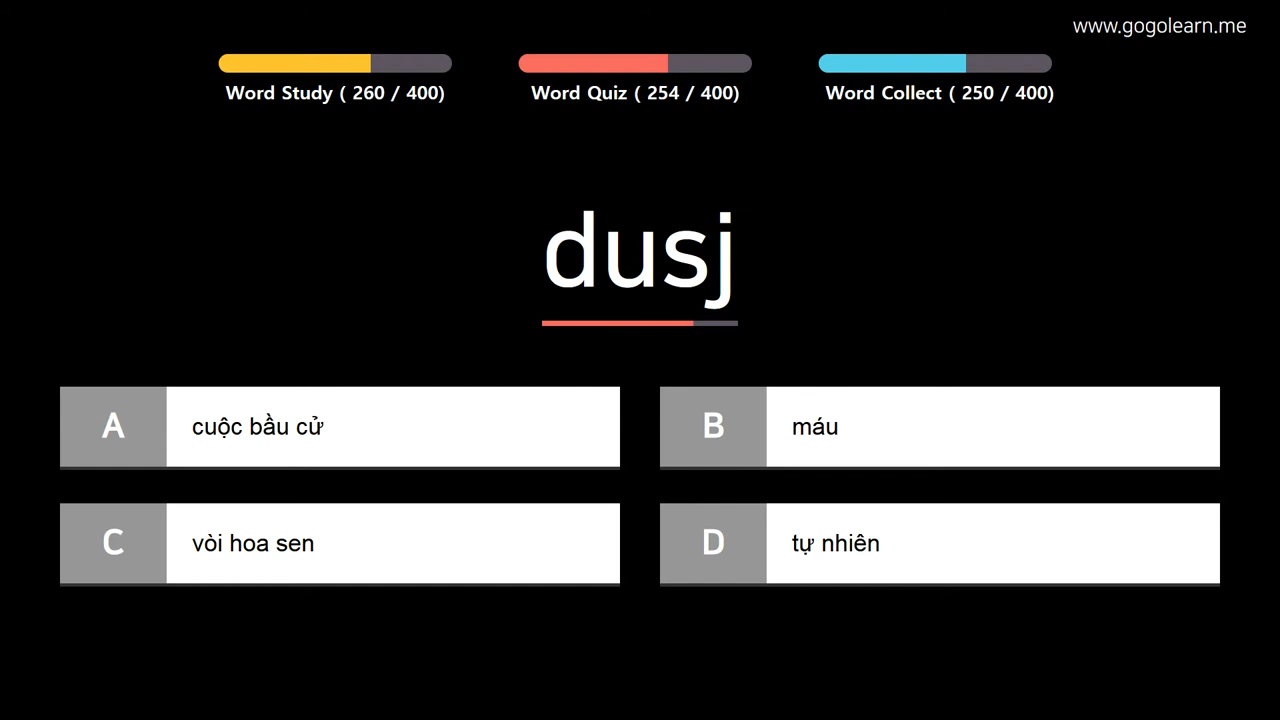 www.gogolearn.me
Word Study ( 260 / 400)
Word Quiz ( 254 / 400)
Word Collect ( 250 / 400)
dusj
A cuộc bầu cử
B máu
C vòi hoa sen
D tự nhiên